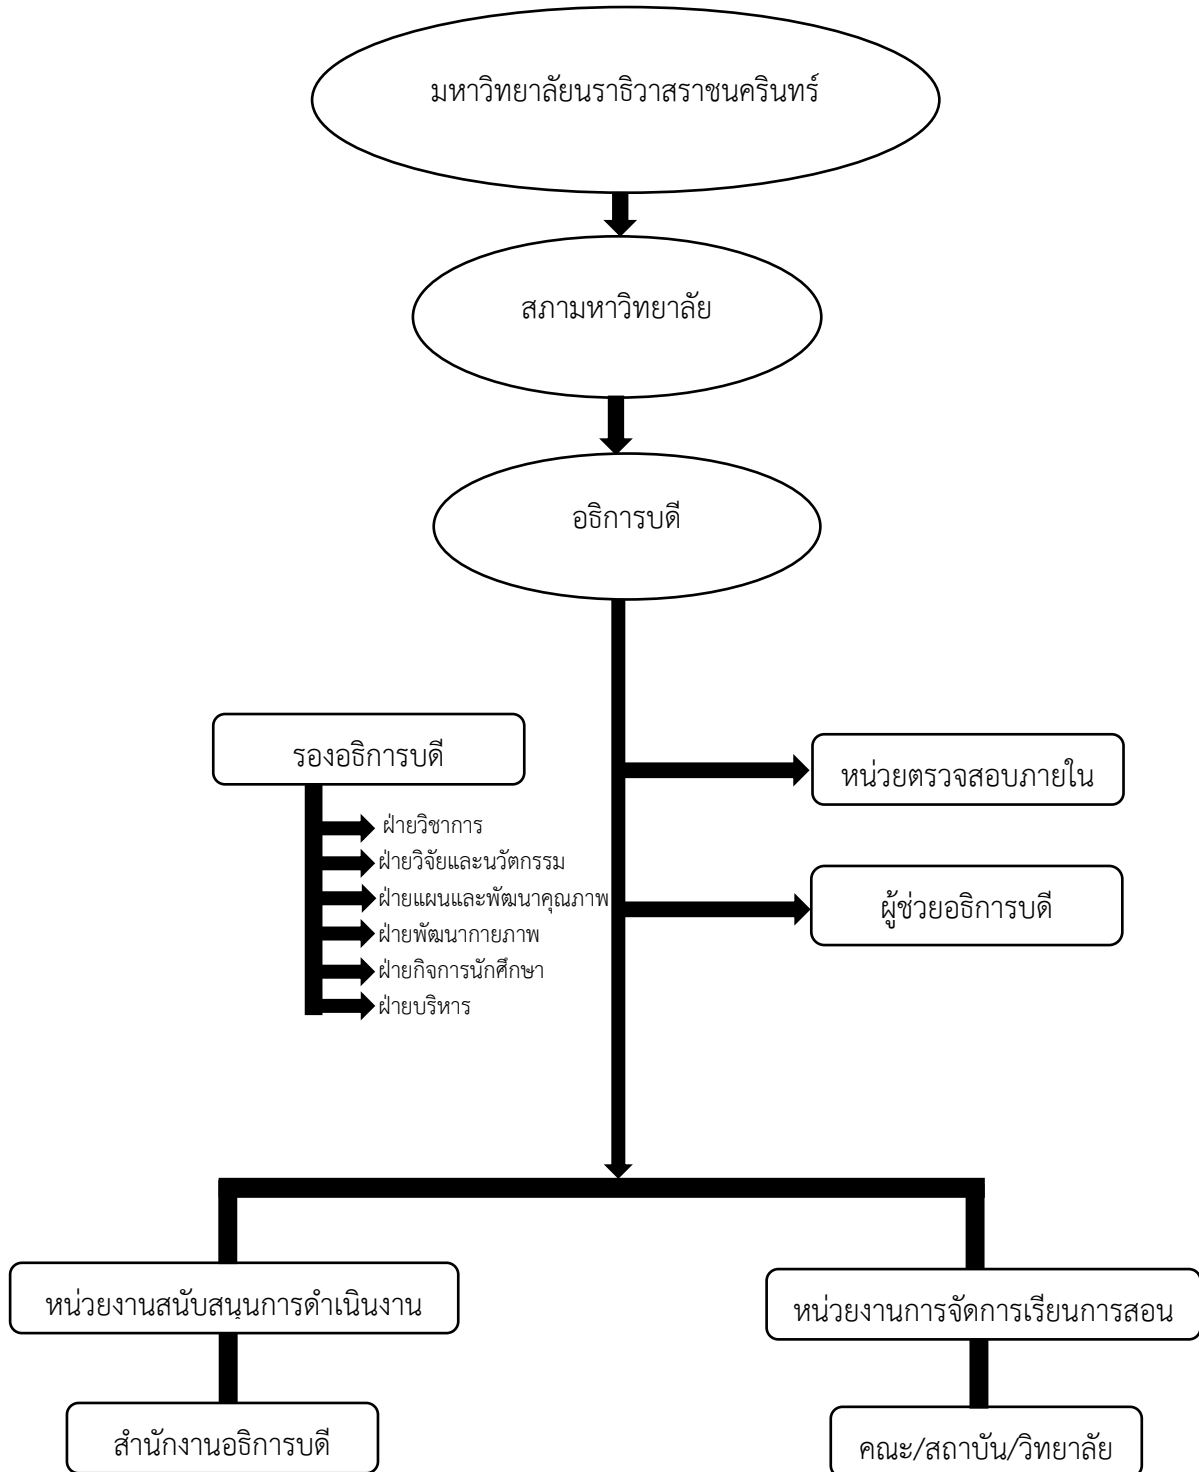 มหาวิทยาลัยนราธิวาสราชนครินทร์
สภามหาวิทยาลัย
อธิการบดี
รองอธิการบดี
ฝ่ายวิชาการ
ฝ่ายวิจัยและนวัตกรรม
ฝ่ายแผนและพัฒนาคุณภาพ
ฝ่ายพัฒนากายภาพ
ฝ่ายกิจการนักศึกษา
ฝ่ายบริหาร
หน่วยตรวจสอบภายใน
ผู้ช่วยอธิการบดี
หน่วยงานสนับสนุนการดำเนินงาน
หน่วยงานการจัดการเรียนการสอน
สำนักงานอธิการบดี
คณะ/สถาบัน/วิทยาลัย